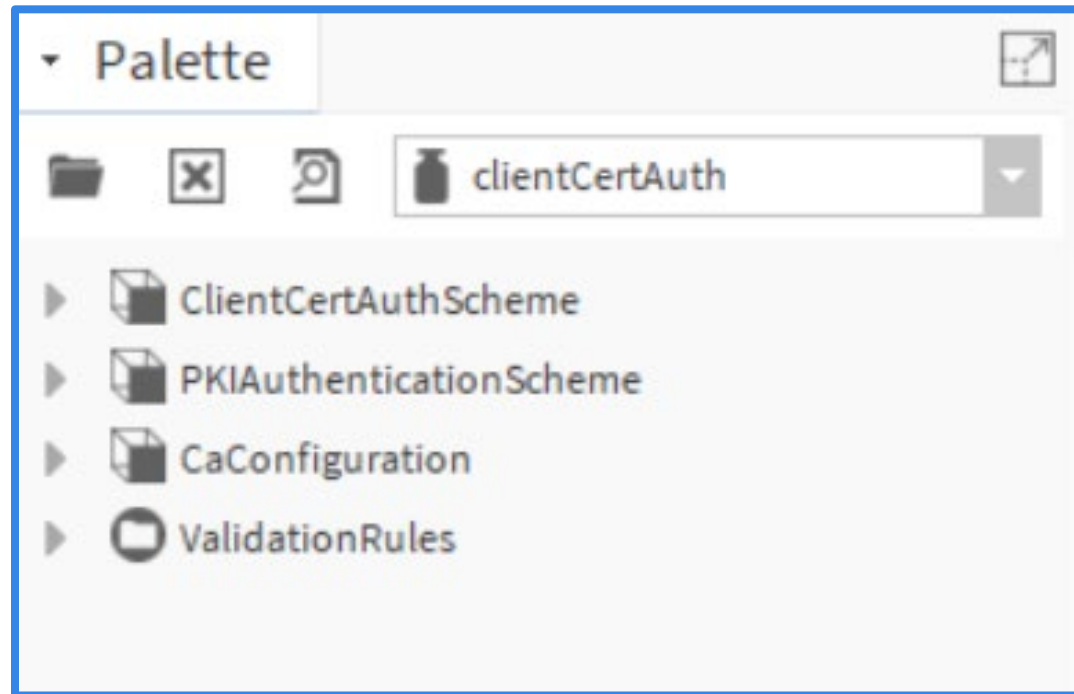 Palette
clientCertAuth
ClientCertAuthScheme
PKIAuthenticationScheme
CaConfiguration
ValidationRules